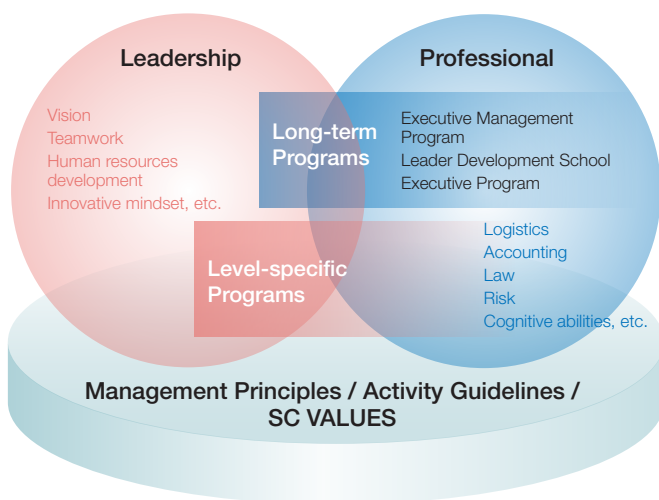 Leadership
Professional
Vision
Teamwork
Human resources
development
Innovative mindset, etc.
Long-term
Programs
Executive Management
Program
Leader Development School
Executive Program
Level-specific
Programs
Logistics
Accounting
Law
Risk
Cognitive abilities, etc.
Management Principles / Activity Guidelines /
SC VALUES